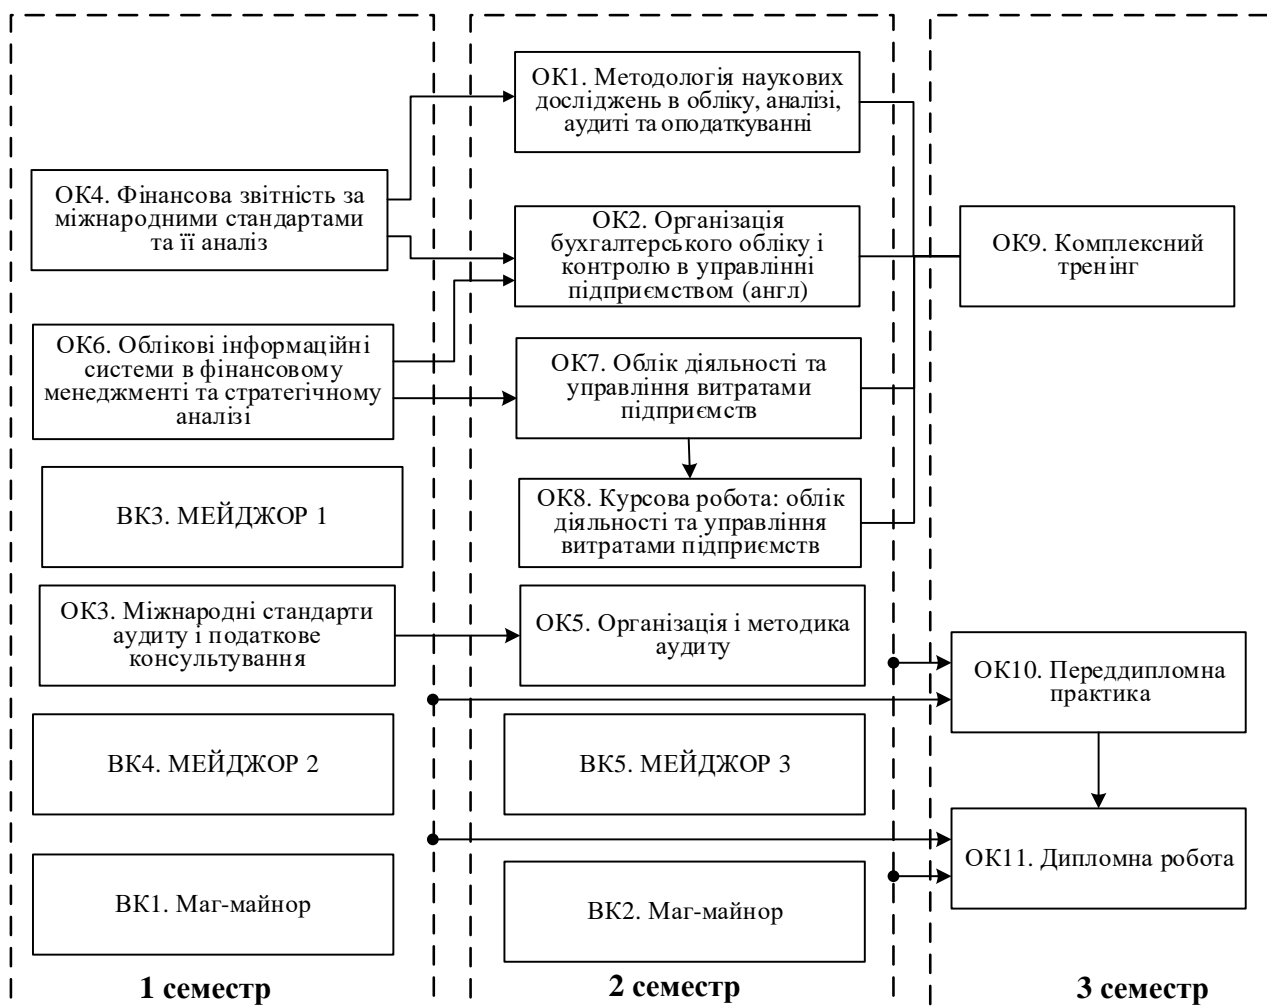 ОК4. Фінансова звітність за
міжнародними стандартами
та її аналіз
ОК6. Облікові інформаційні
системи в фінансовому
менеджменті та стратегічному
аналізі
ВК3. МЕЙДЖОР 1
ОК3. Міжнародні стандарти
аудиту і податкове
консультування
ВК4. МЕЙДЖОР 2
ВК1. Маг-майнор
1 семестр
ОК1. Методологія наукових
досліджень в обліку, аналізі,
аудиті та оподаткуванні
ОК2. Організація
бухгалтерського обліку і
контролю в управлінні
підприємством (англ)
ОК7. Облік діяльності та
управління витратами
підприємств
ОК8. Курсова робота: облік
діяльності та управління
витратами підприємств
ОК5. Організація і методика
аудиту
ВК5. МЕЙДЖОР 3
ВК2. Маг-майнор
2 семестр
ОК9. Комплексний
тренінг
ОК10. Переддипломна
практика
ОК11. Дипломна робота
3 семестр